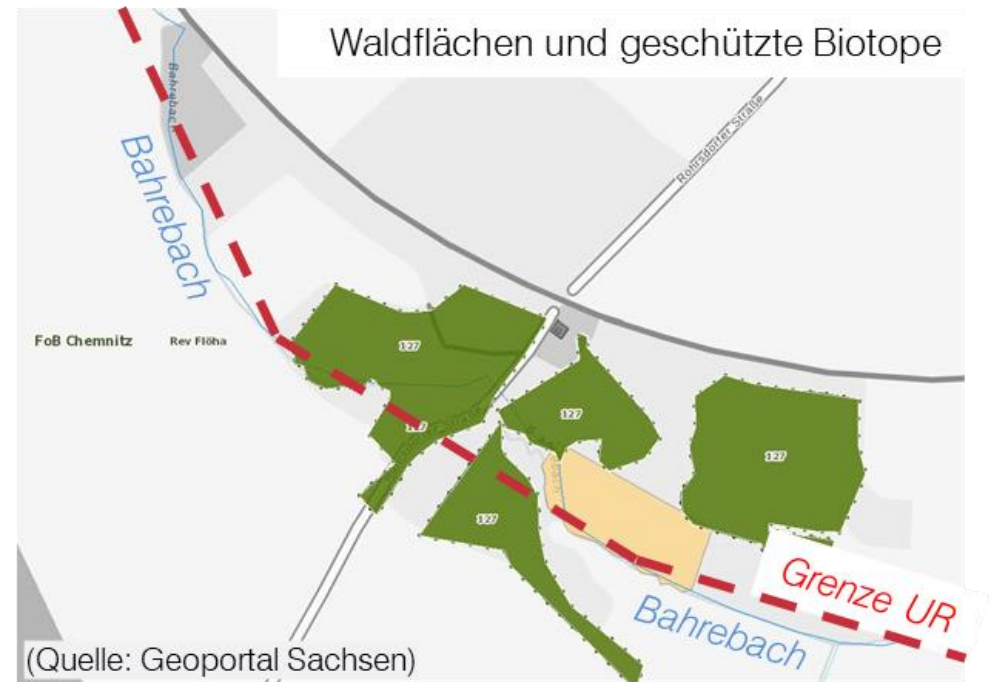 Waldflächen und geschützte Biotope
Bahrebach
Bahrebach
Rohrsdorfer Straße
FoB Chemnitz
Rev Flöha
127
127
127
127
127
Grenze UR
Bahrebach
(Quelle: Geoportal Sachsen)